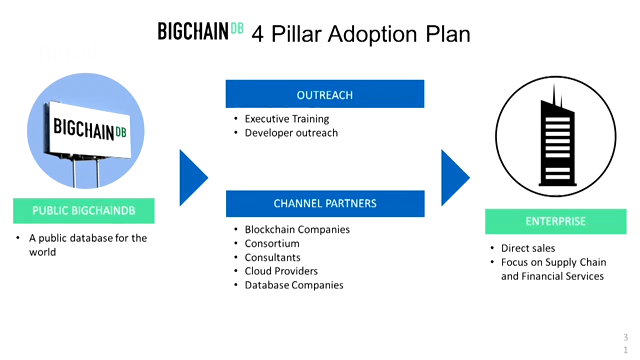 BIGCHAINDB 4 Pillar Adoption Plan
BIGCHAINDB
PUBLIC BIGCHAINDB
• A public database for the
world
OUTREACH
• Executive Training
• Developer outreach
CHANNEL PARTNERS
• Blockchain Companies
• Consortium
• Consultants
• Cloud Providers
• Database Companies
ENTERPRISE
• Direct sales
• Focus on Supply Chain
and Financial Services
3
1